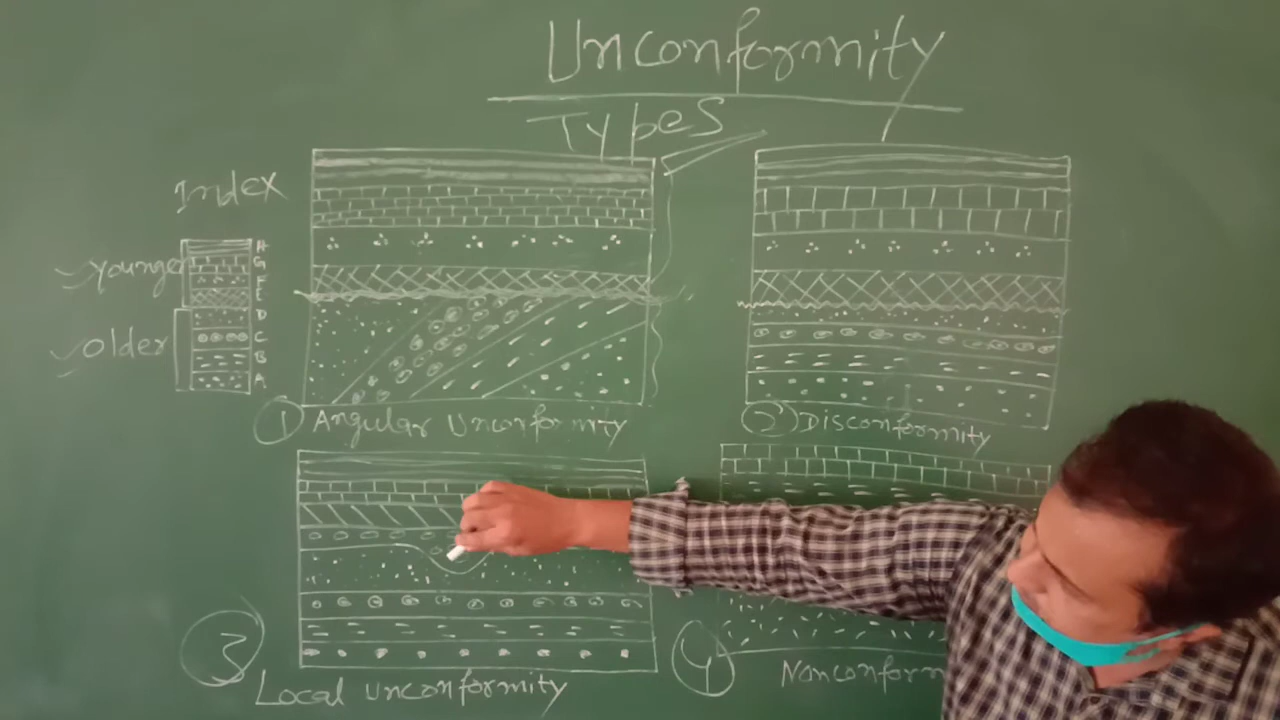 Unconformity
Types
Index
younger
older
H
G
F
E
D
C
B
A
① Angular Unconformity
② Disconformity
③ Local unconformity
④ Nonconform